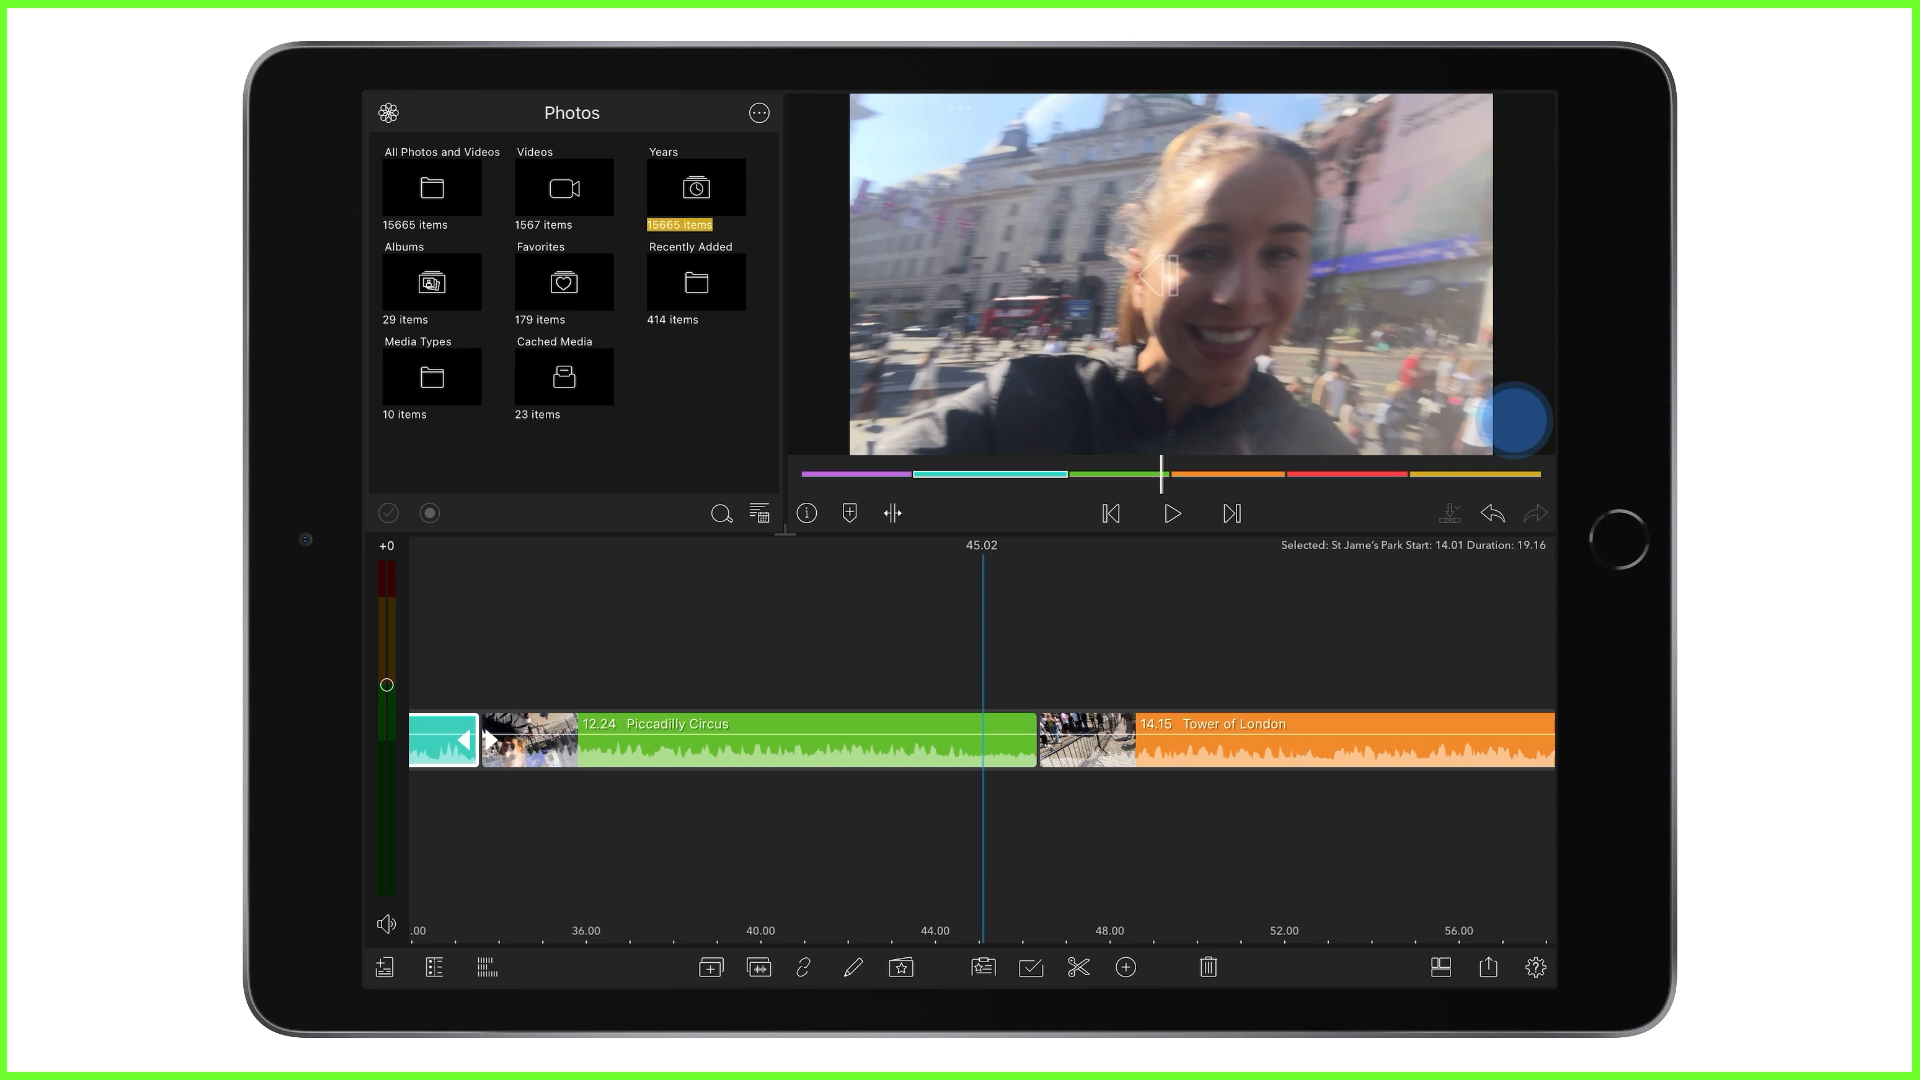 Photos
All Photos and Videos
Videos
Years
15665 items
1567 items
15665 items
Albums
Favorites
Recently Added
29 items
179 items
414 items
Media Types
Cached Media
10 items
23 items
+0
45.02
Selected: St Jame's Park Start: 14.01 Duration: 19.16
12.24 Piccadilly Circus
14.15 Tower of London
.00
36.00
40.00
44.00
48.00
52.00
56.00